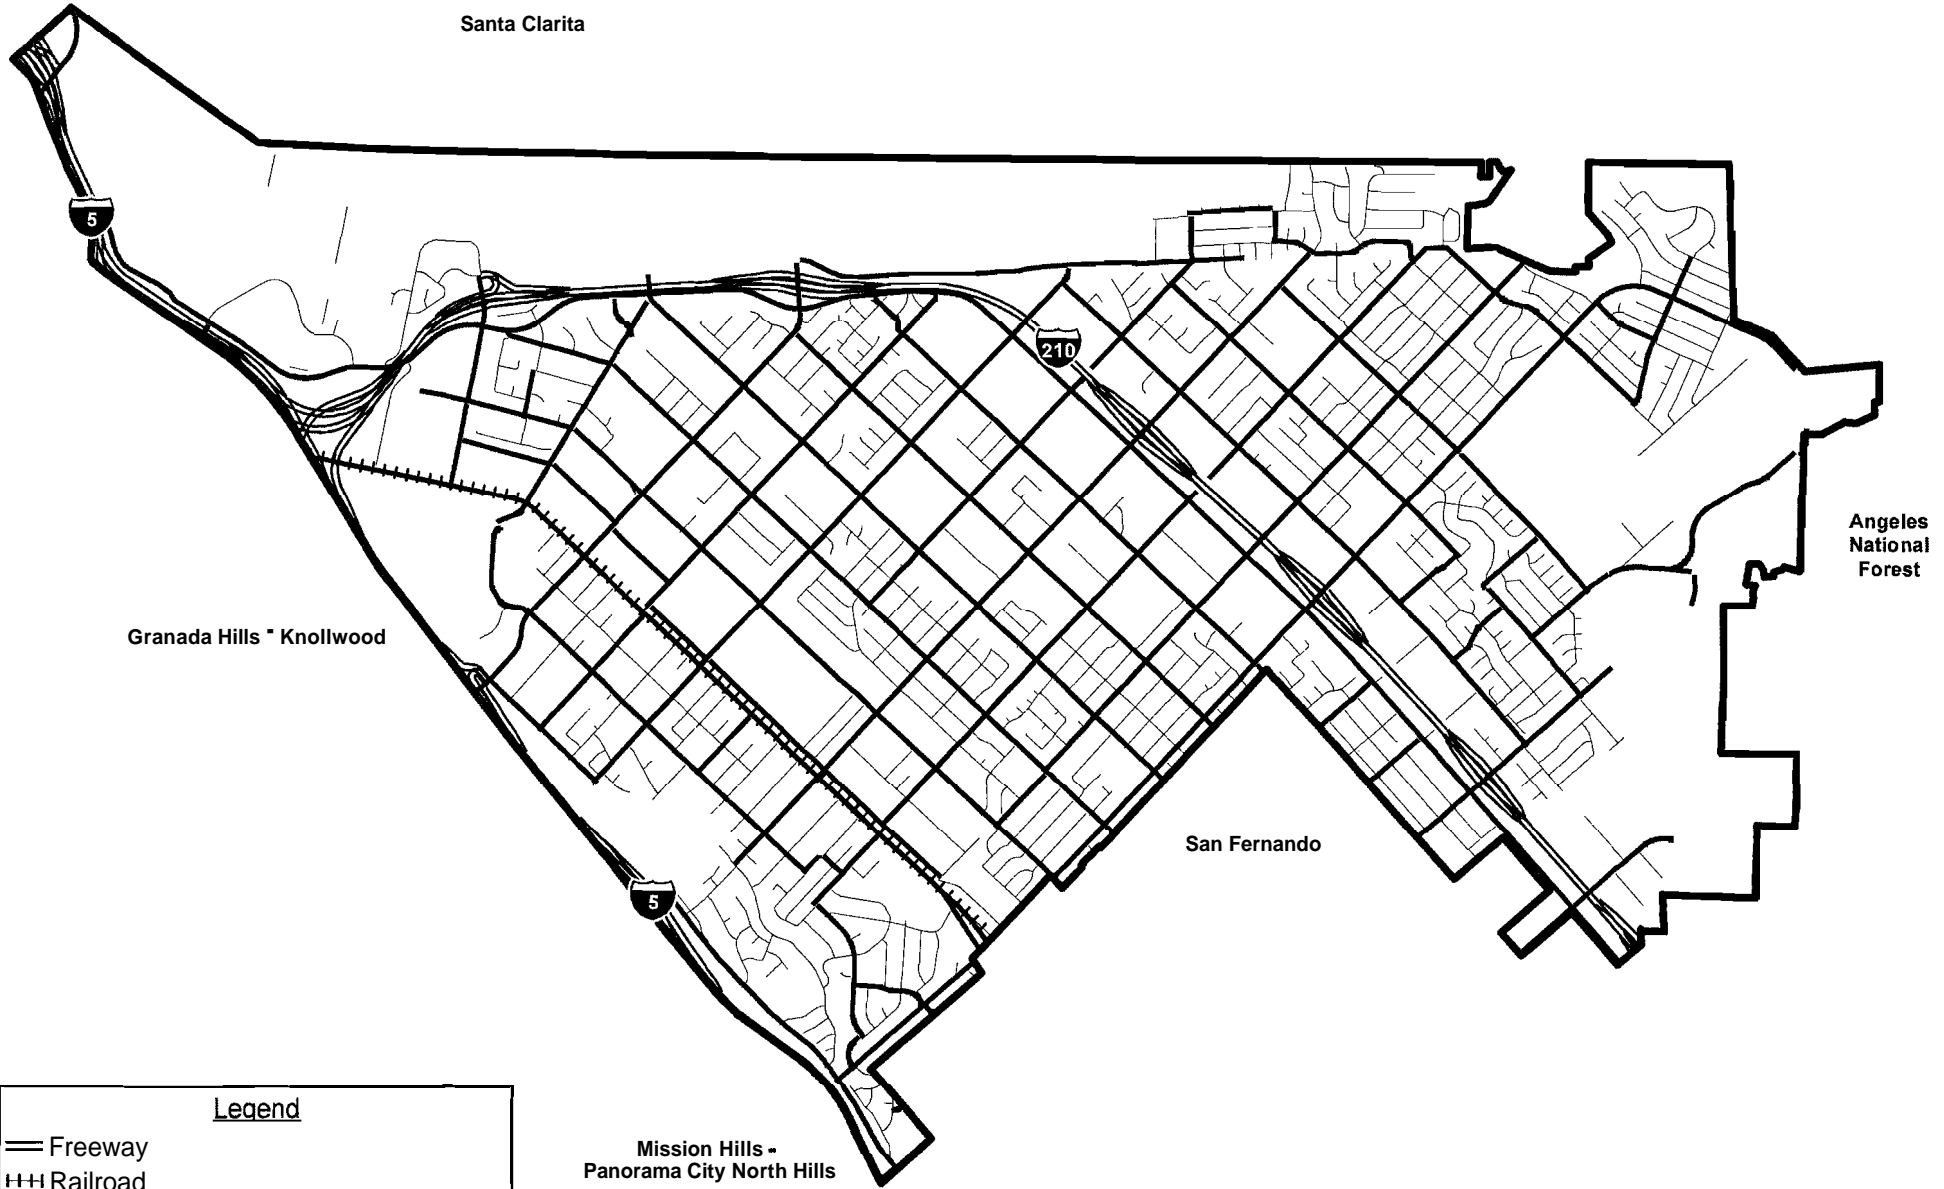 Santa Clarita
5
210
Angeles
National
Forest
Granada Hills - Knollwood
San Fernando
5
Legend
Freeway
Mission Hills -
Panorama City North Hills
Railroad